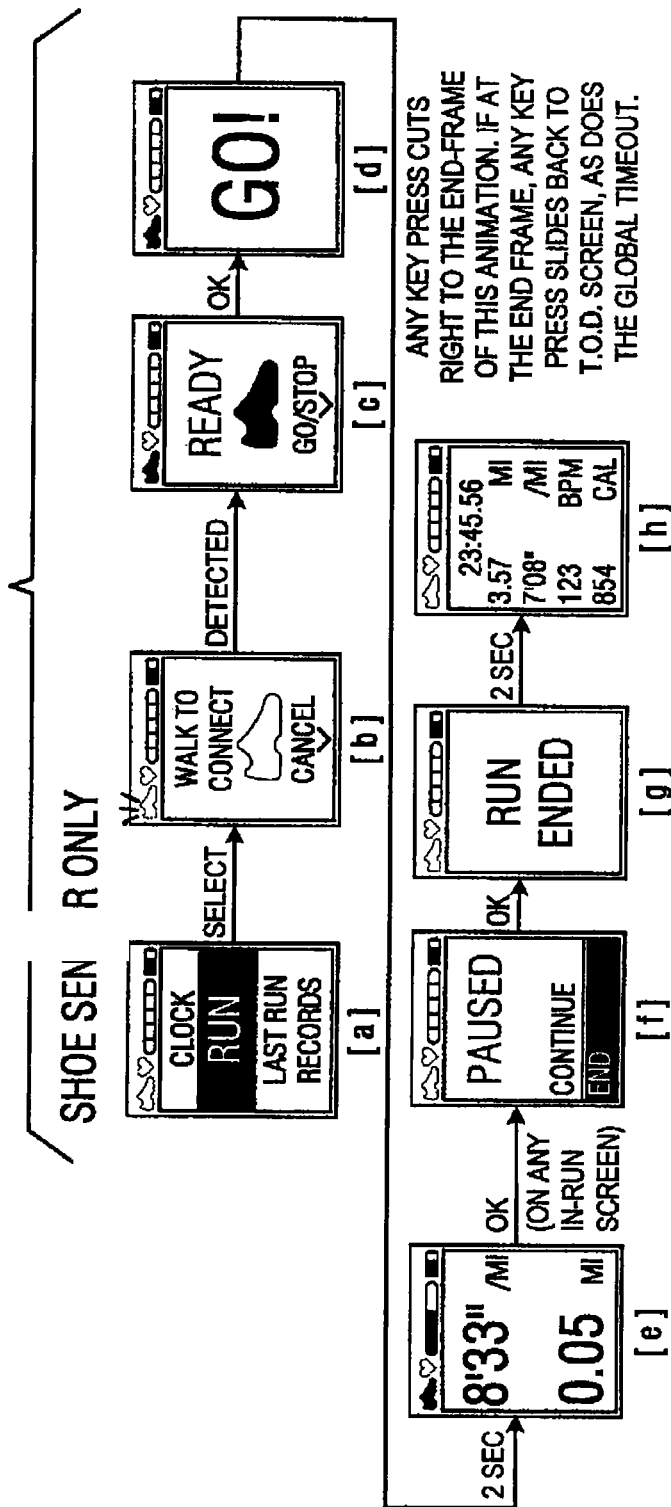 SHOE SEN R ONLY
CLOCK
RUN
LAST RUN
RECORDS
[a]
SELECT
WALK TO
CONNECT
CANCEL
[b]
DETECTED
READY
GO/STOP
[c]
OK
GO!
[d]
2 SEC
8'33" /MI
0.05 MI
[e]
OK
(ON ANY
IN-RUN
SCREEN)
PAUSED
CONTINUE
END
[f]
OK
RUN
ENDED
[g]
2 SEC
23:45.56
3.57 MI
7'08" /MI
123 BPM
854 CAL
[h]
ANY KEY PRESS CUTS
RIGHT TO THE END-FRAME
OF THIS ANIMATION. IF AT
THE END FRAME, ANY KEY
PRESS SLIDES BACK TO
T.O.D. SCREEN, AS DOES
THE GLOBAL TIMEOUT.